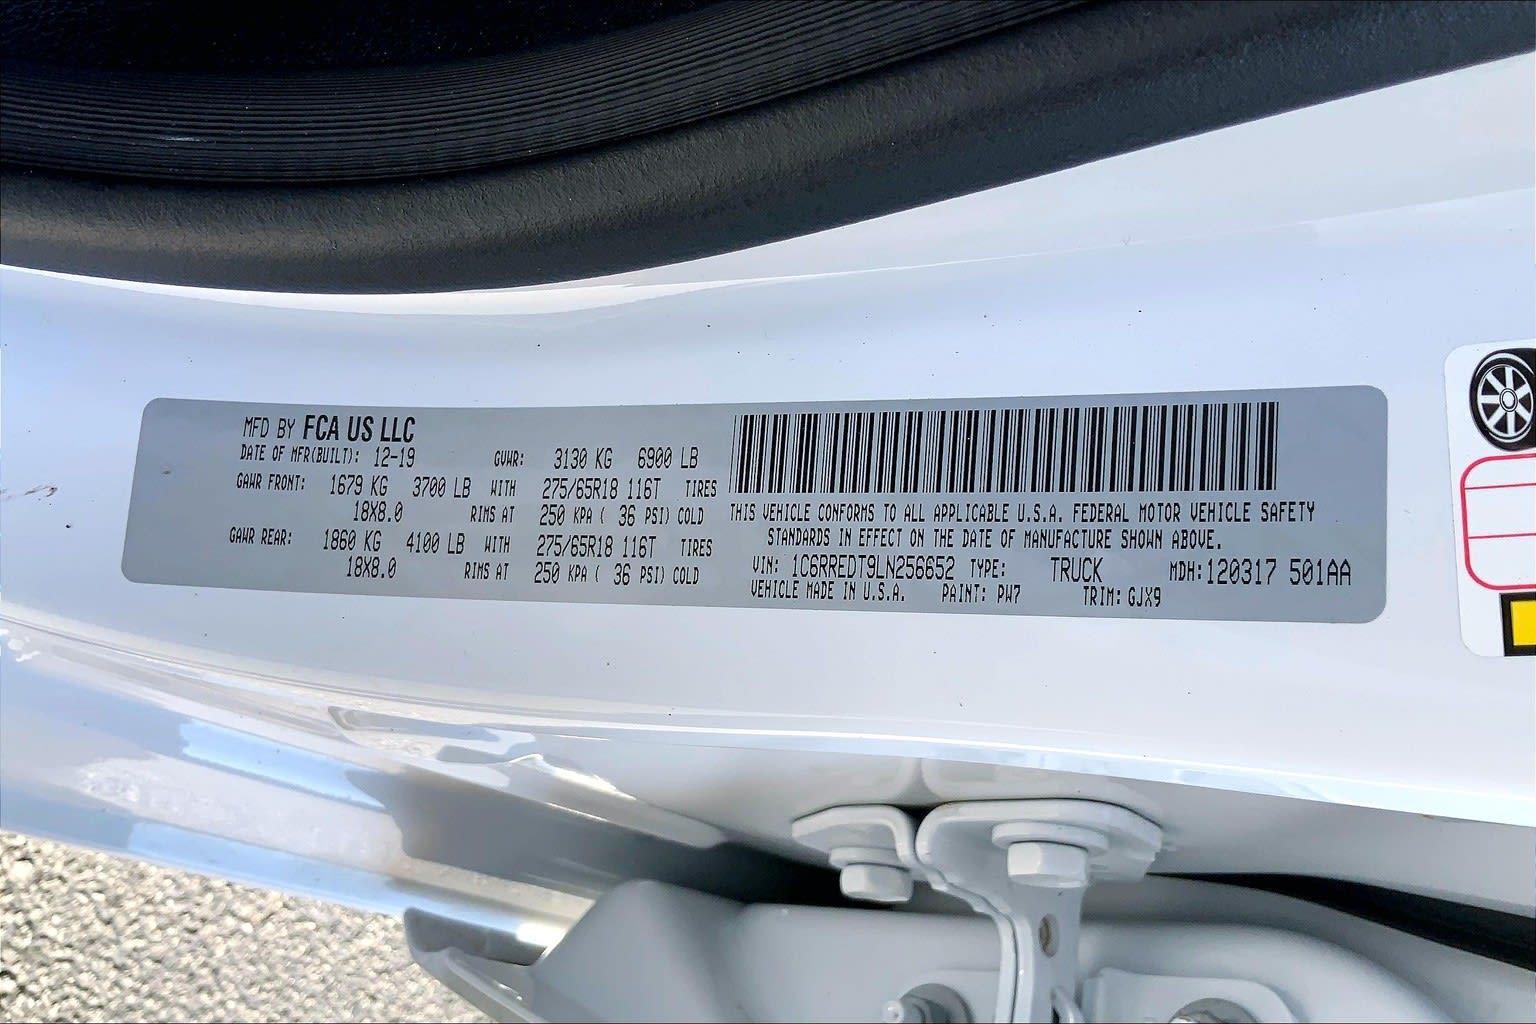 MFD BY FCA US LLC
DATE OF MFR(BUILT): 12-19 GVWR: 3130 KG 6900 LB
GAWR FRONT: 1679 KG 3700 LB WITH 275/65R18 116T TIRES
18X8.0 RIMS AT 250 KPA ( 36 PSI) COLD
GAWR REAR: 1860 KG 4100 LB WITH 275/65R18 116T TIRES
18X8.0 RIMS AT 250 KPA ( 36 PSI) COLD
THIS VEHICLE CONFORMS TO ALL APPLICABLE U.S.A. FEDERAL MOTOR VEHICLE SAFETY
STANDARDS IN EFFECT ON THE DATE OF MANUFACTURE SHOWN ABOVE.
VIN: 1C6RREDT9LN256652 TYPE: TRUCK MDH: 120317 501AA
VEHICLE MADE IN U.S.A. PAINT: PW7 TRIM: GJX9